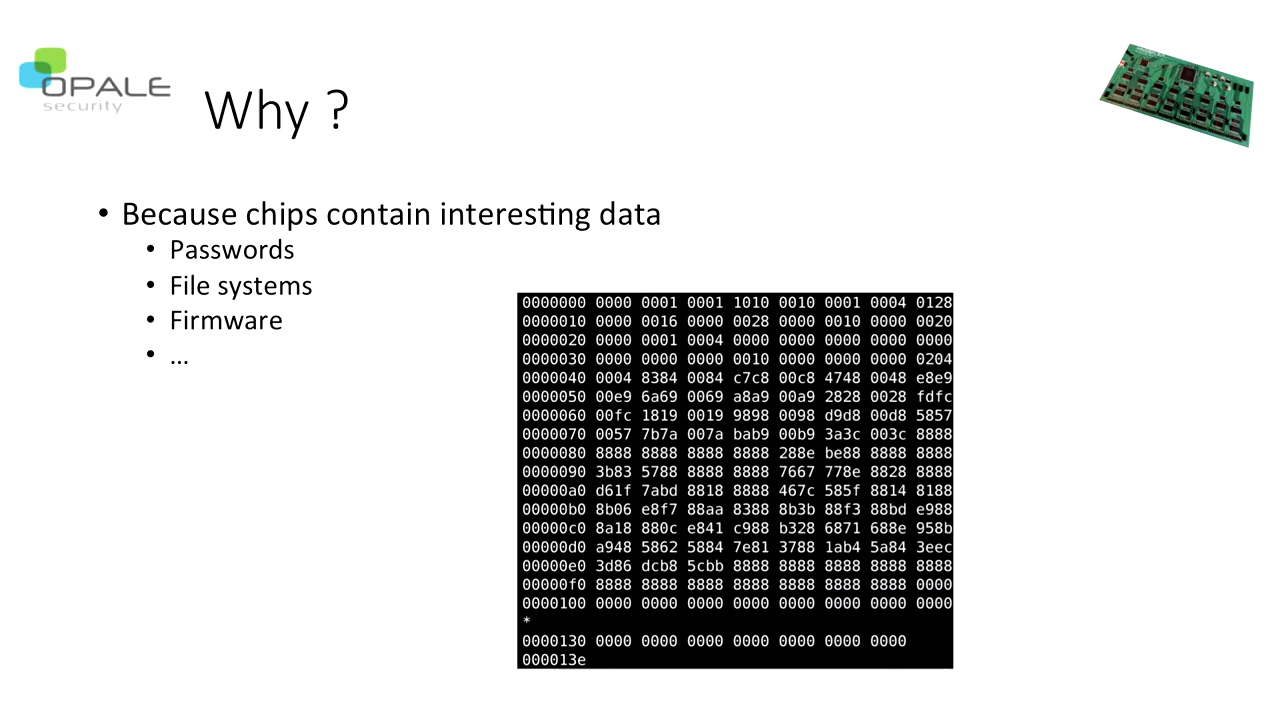 OPALE
security
Why ?
• Because chips contain interesting data
• Passwords
• File systems
• Firmware
• ...
0000000 0000 0001 0001 1010 0010 0001 0004 0128
0000010 0000 0016 0000 0028 0000 0010 0000 0020
0000020 0000 0001 0004 0000 0000 0000 0000 0000
0000030 0000 0000 0000 0010 0000 0000 0000 0204
0000040 0004 8384 0084 c7c8 00c8 4748 0048 e8e9
0000050 00e9 6a69 0069 a8a9 00a9 2828 0028 fdfc
0000060 00fc 1819 0019 9898 0098 d9d8 00d8 5857
0000070 0057 7b7a 007a bab9 00b9 3a3c 003c 8888
0000080 8888 8888 8888 8888 288e be88 8888 8888
0000090 3b83 5788 8888 8888 7667 778e 8828 8888
00000a0 d61f 7abd 8818 8888 467c 585f 8814 8188
00000b0 8b06 e8f7 88aa 8388 8b3b 88f3 88bd e988
00000c0 8a18 880c e841 c988 b328 6871 688e 958b
00000d0 a948 5862 5884 7e81 3788 1ab4 5a84 3eec
00000e0 3d86 dcb8 5cbb 8888 8888 8888 8888 8888
00000f0 8888 8888 8888 8888 8888 8888 8888 0000
0000100 0000 0000 0000 0000 0000 0000 0000 0000
*
0000130 0000 0000 0000 0000 0000 0000 0000
000013e